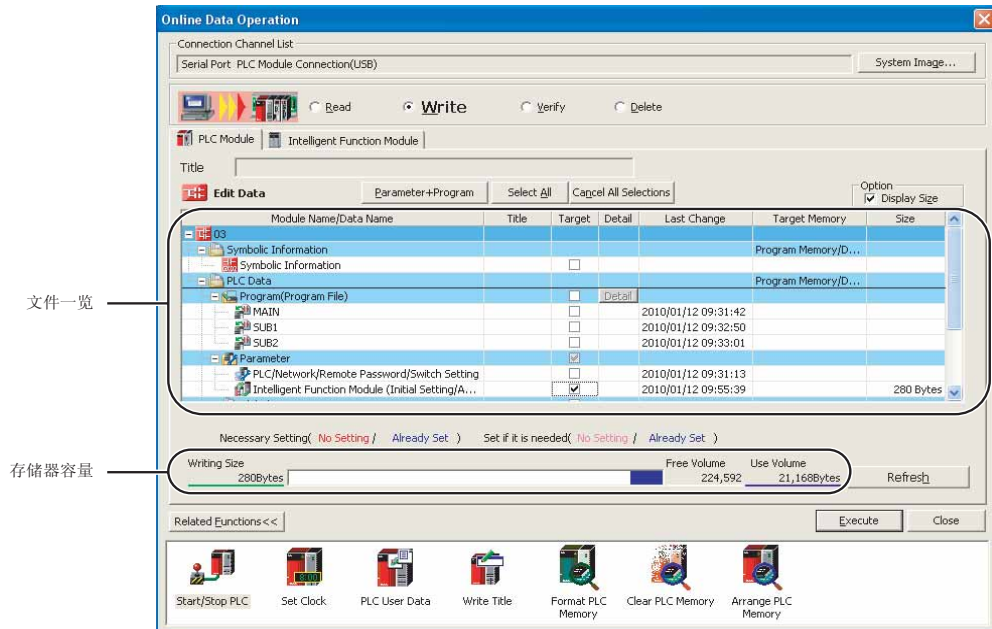 Online Data Operation
Connection Channel List
Serial Port PLC Module Connection(USB)
System Image...
Read
Write
Verify
Delete
PLC Module
Intelligent Function Module
Title
Edit Data
Parameter+Program
Select All
Cancel All Selections
Option
Display Size
Module Name/Data Name Title Target Detail Last Change Target Memory Size
03
Symbolic Information Program Memory/D...
Symbolic Information
PLC Data Program Memory/D...
文件一览
Program(Program File) Detail
MAIN 2010/01/12 09:31:42
SUB1 2010/01/12 09:32:50
SUB2 2010/01/12 09:33:01
Parameter
PLC/Network/Remote Password/Switch Setting 2010/01/12 09:31:13
Intelligent Function Module (Initial Setting/A... 2010/01/12 09:55:39 280 Bytes
Necessary Setting( No Setting / Already Set ) Set if it is needed( No Setting / Already Set )
存储器容量
Writing Size Free Volume Use Volume
280Bytes 224,592 21,168Bytes
Refresh
Related Functions<<
Execute
Close
8:00
Start/Stop PLC
Set Clock
PLC User Data
Write Title
Format PLC
Memory
Clear PLC Memory
Arrange PLC
Memory